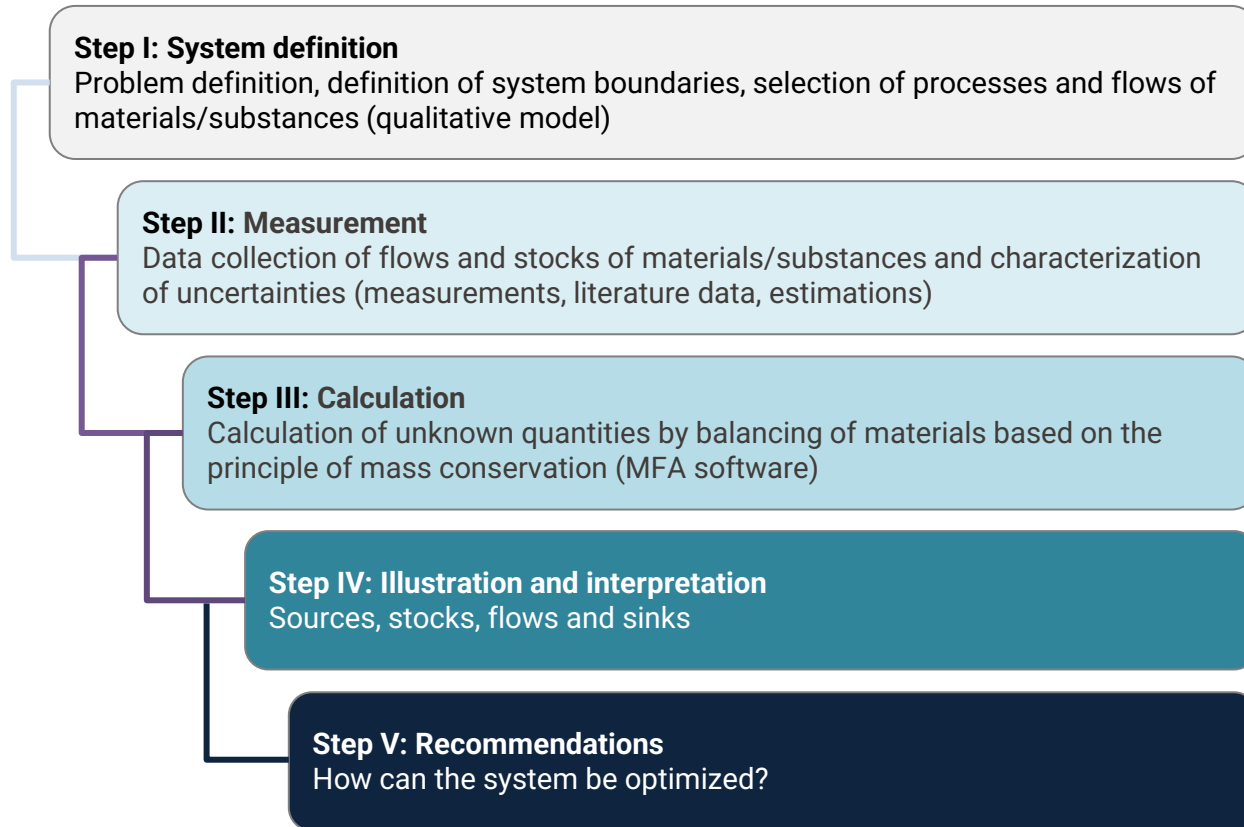 Step I: System definition
Problem definition, definition of system boundaries, selection of processes and flows of
materials/substances (qualitative model)
Step II: Measurement
Data collection of flows and stocks of materials/substances and characterization
of uncertainties (measurements, literature data, estimations)
Step III: Calculation
Calculation of unknown quantities by balancing of materials based on the
principle of mass conservation (MFA software)
Step IV: Illustration and interpretation
Sources, stocks, flows and sinks
Step V: Recommendations
How can the system be optimized?